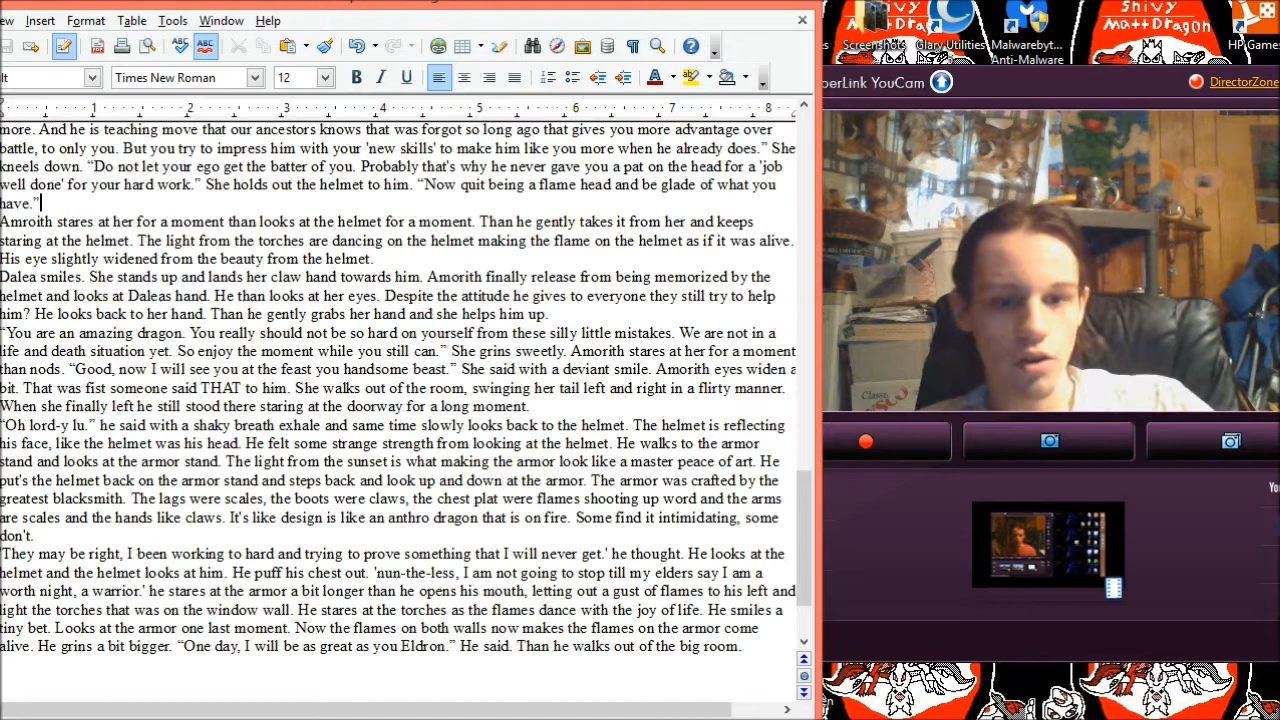 ew Insert Format Table Tools Window Help
Times New Roman 12
1 2 3 4 5 6 7 8
more. And he is teaching move that our ancestors knows that was forgot so long ago that gives you more advantage over
battle, to only you. But you try to impress him with your 'new skills' to make him like you more when he already does.” She
kneels down. “Do not let your ego get the batter of you. Probably that's why he never gave you a pat on the head for a 'job
well done' for your hard work.” She holds out the helmet to him. “Now quit being a flame head and be glade of what you
have.”
Amroith stares at her for a moment than looks at the helmet for a moment. Than he gently takes it from her and keeps
staring at the helmet. The light from the torches are dancing on the helmet making the flame on the helmet as if it was alive.
His eye slightly widened from the beauty from the helmet.
Dalea smiles. She stands up and lands her claw hand towards him. Amorith finally release from being memorized by the
helmet and looks at Daleas hand. He than looks at her eyes. Despite the attitude he gives to everyone they still try to help
him? He looks back to her hand. Than he gently grabs her hand and she helps him up.
“You are an amazing dragon. You really should not be so hard on yourself from these silly little mistakes. We are not in a
life and death situation yet. So enjoy the moment while you still can.” She grins sweetly. Amorith stares at her for a moment
than nods. “Good, now I will see you at the feast you handsome beast.” She said with a deviant smile. Amorith eyes widen a
bit. That was fist someone said THAT to him. She walks out of the room, swinging her tail left and right in a flirty manner.
When she finally left he still stood there staring at the doorway for a long moment.
“Oh lord-y lu.” he said with a shaky breath exhale and same time slowly looks back to the helmet. The helmet is reflecting
his face, like the helmet was his head. He felt some strange strength from looking at the helmet. He walks to the armor
stand and looks at the armor stand. The light from the sunset is what making the armor look like a master peace of art. He
put's the helmet back on the armor stand and steps back and look up and down at the armor. The armor was crafted by the
greatest blacksmith. The lags were scales, the boots were claws, the chest plat were flames shooting up word and the arms
are scales and the hands like claws. It's like design is like an anthro dragon that is on fire. Some find it intimidating, some
don't.
'They may be right, I been working to hard and trying to prove something that I will never get.' he thought. He looks at the
helmet and the helmet looks at him. He puff his chest out. 'nun-the-less, I am not going to stop till my elders say I am a
worth night, a warrior.' he stares at the armor a bit longer than he opens his mouth, letting out a gust of flames to his left and
light the torches that was on the window wall. He stares at the torches as the flames dance with the joy of life. He smiles a
tiny bet. Looks at the armor one last moment. Now the flames on both walls now makes the flames on the armor come
alive. He grins a bit bigger. “One day, I will be as great as you Eldron.” He said. Than he walks out of the big room.
Shivy
MattDragon
Shivy
MattDragon
Screenshots
Glary Utilities
Malwarebyt...
Anti-Malware
HP Game
berLink YouCam
DirectorZone